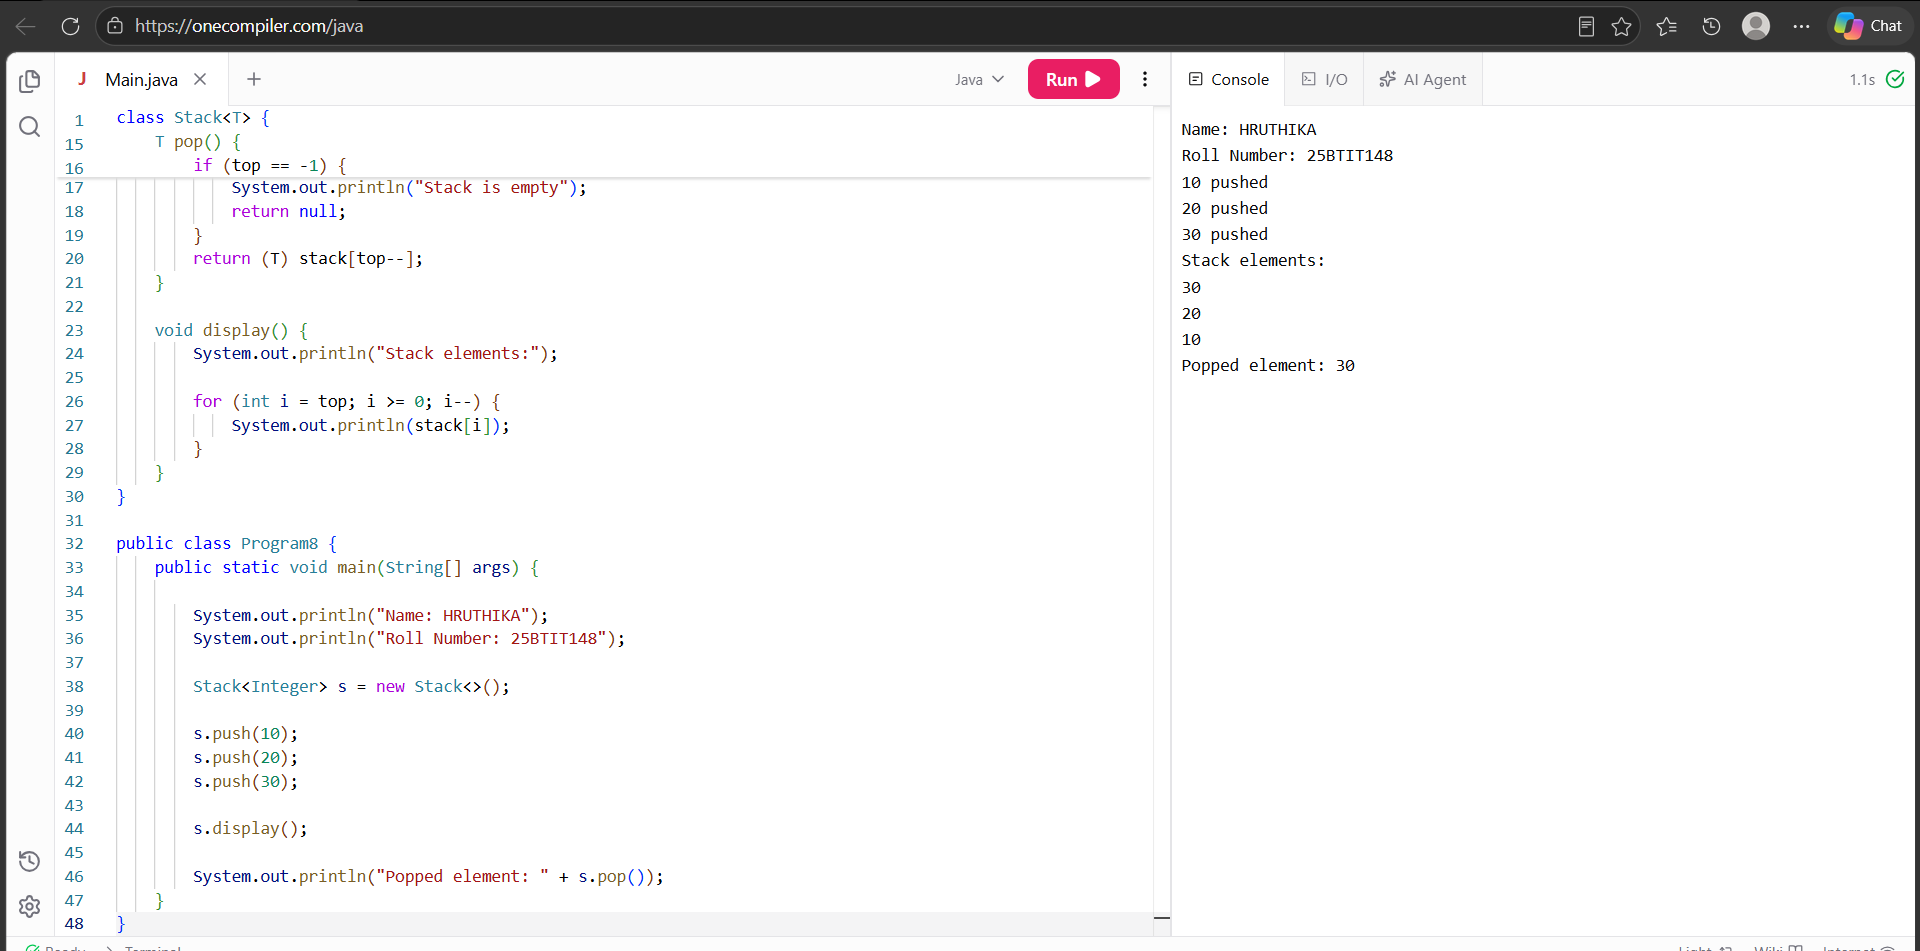 https://onecompiler.com/java
Chat
J Main.java
Java
Run
Console
I/O
AI Agent
1.1s
1 class Stack<T> {
15 T pop() {
16 if (top == -1) {
17 System.out.println("Stack is empty");
18 return null;
19 }
20 return (T) stack[top--];
21 }
22
23 void display() {
24 System.out.println("Stack elements:");
25
26 for (int i = top; i >= 0; i--) {
27 System.out.println(stack[i]);
28 }
29 }
30 }
31
32 public class Program8 {
33 public static void main(String[] args) {
34
35 System.out.println("Name: HRUTHIKA");
36 System.out.println("Roll Number: 25BTIT148");
37
38 Stack<Integer> s = new Stack<>();
39
40 s.push(10);
41 s.push(20);
42 s.push(30);
43
44 s.display();
45
46 System.out.println("Popped element: " + s.pop());
47 }
48 }
Name: HRUTHIKA
Roll Number: 25BTIT148
10 pushed
20 pushed
30 pushed
Stack elements:
30
20
10
Popped element: 30